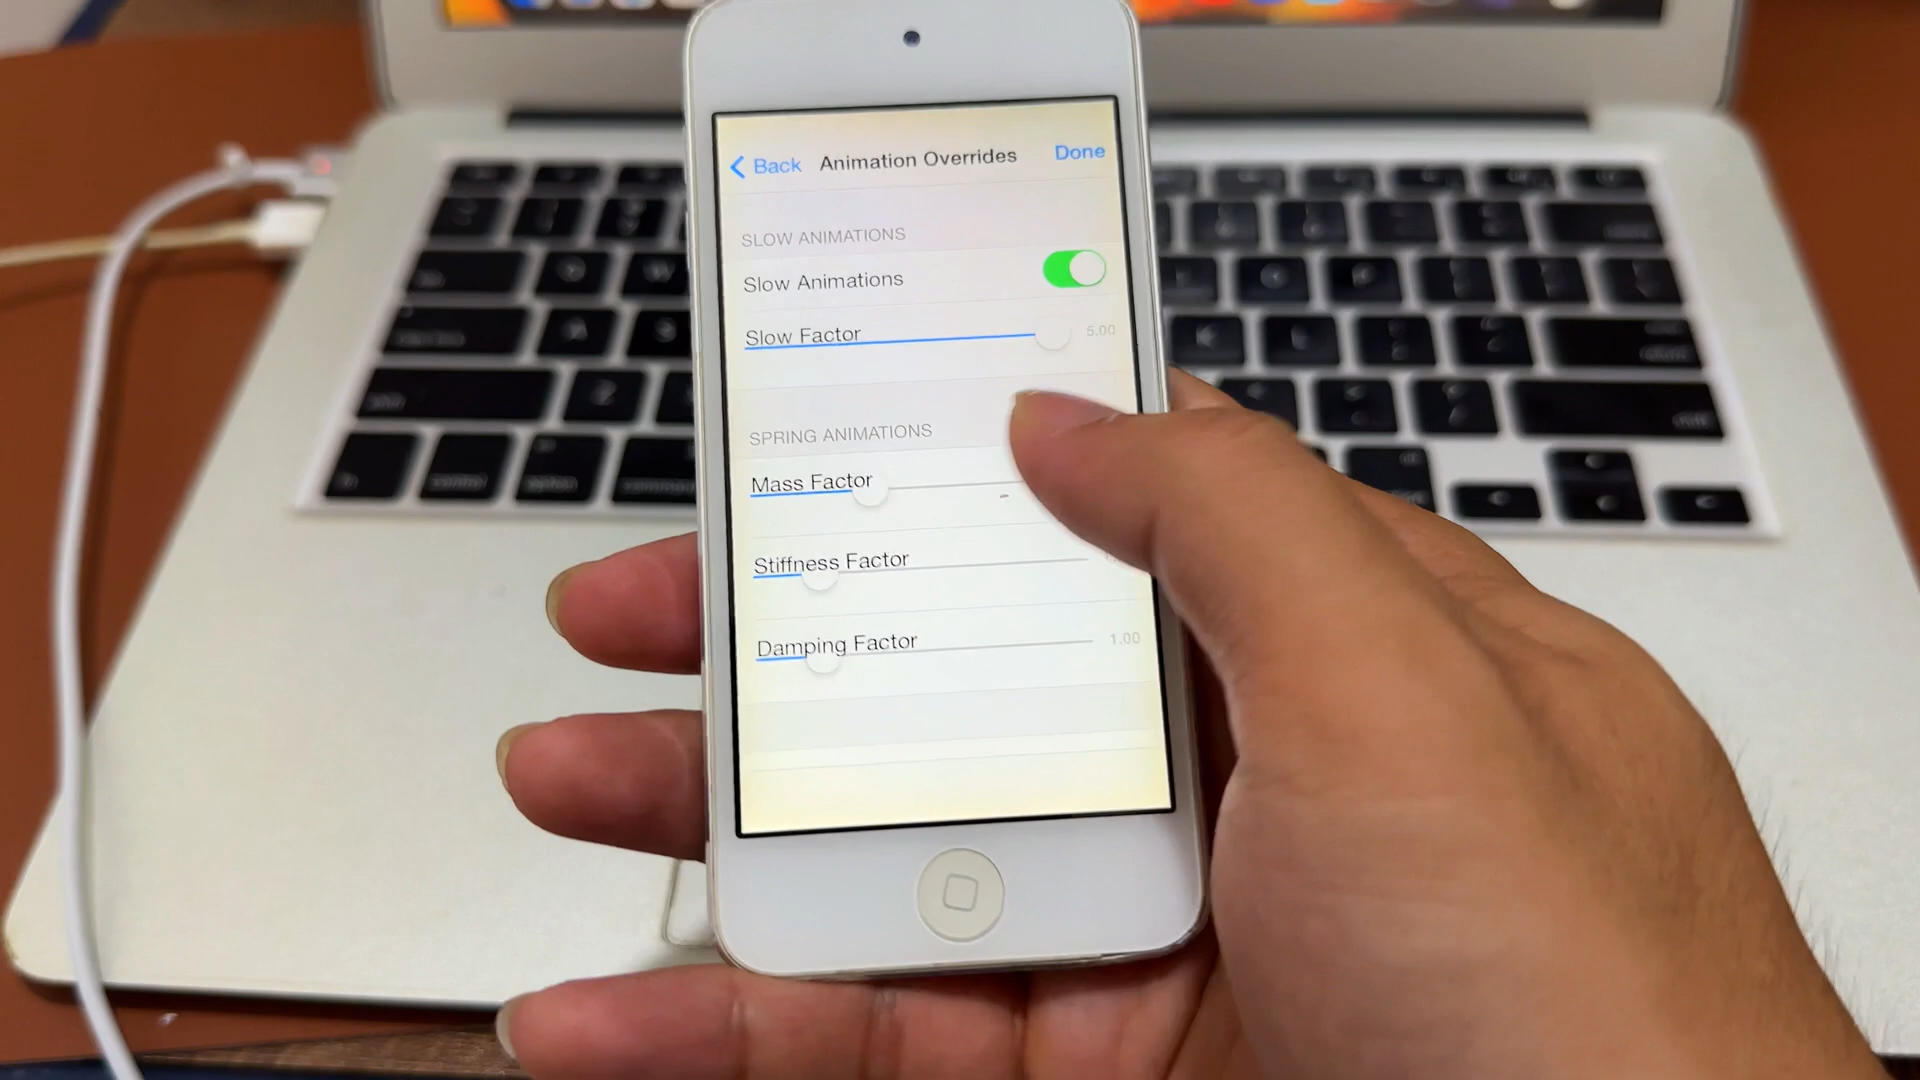 Back Animation Overrides Done
SLOW ANIMATIONS
Slow Animations
Slow Factor 5.00
SPRING ANIMATIONS
Mass Factor
Stiffness Factor
Damping Factor 1.00